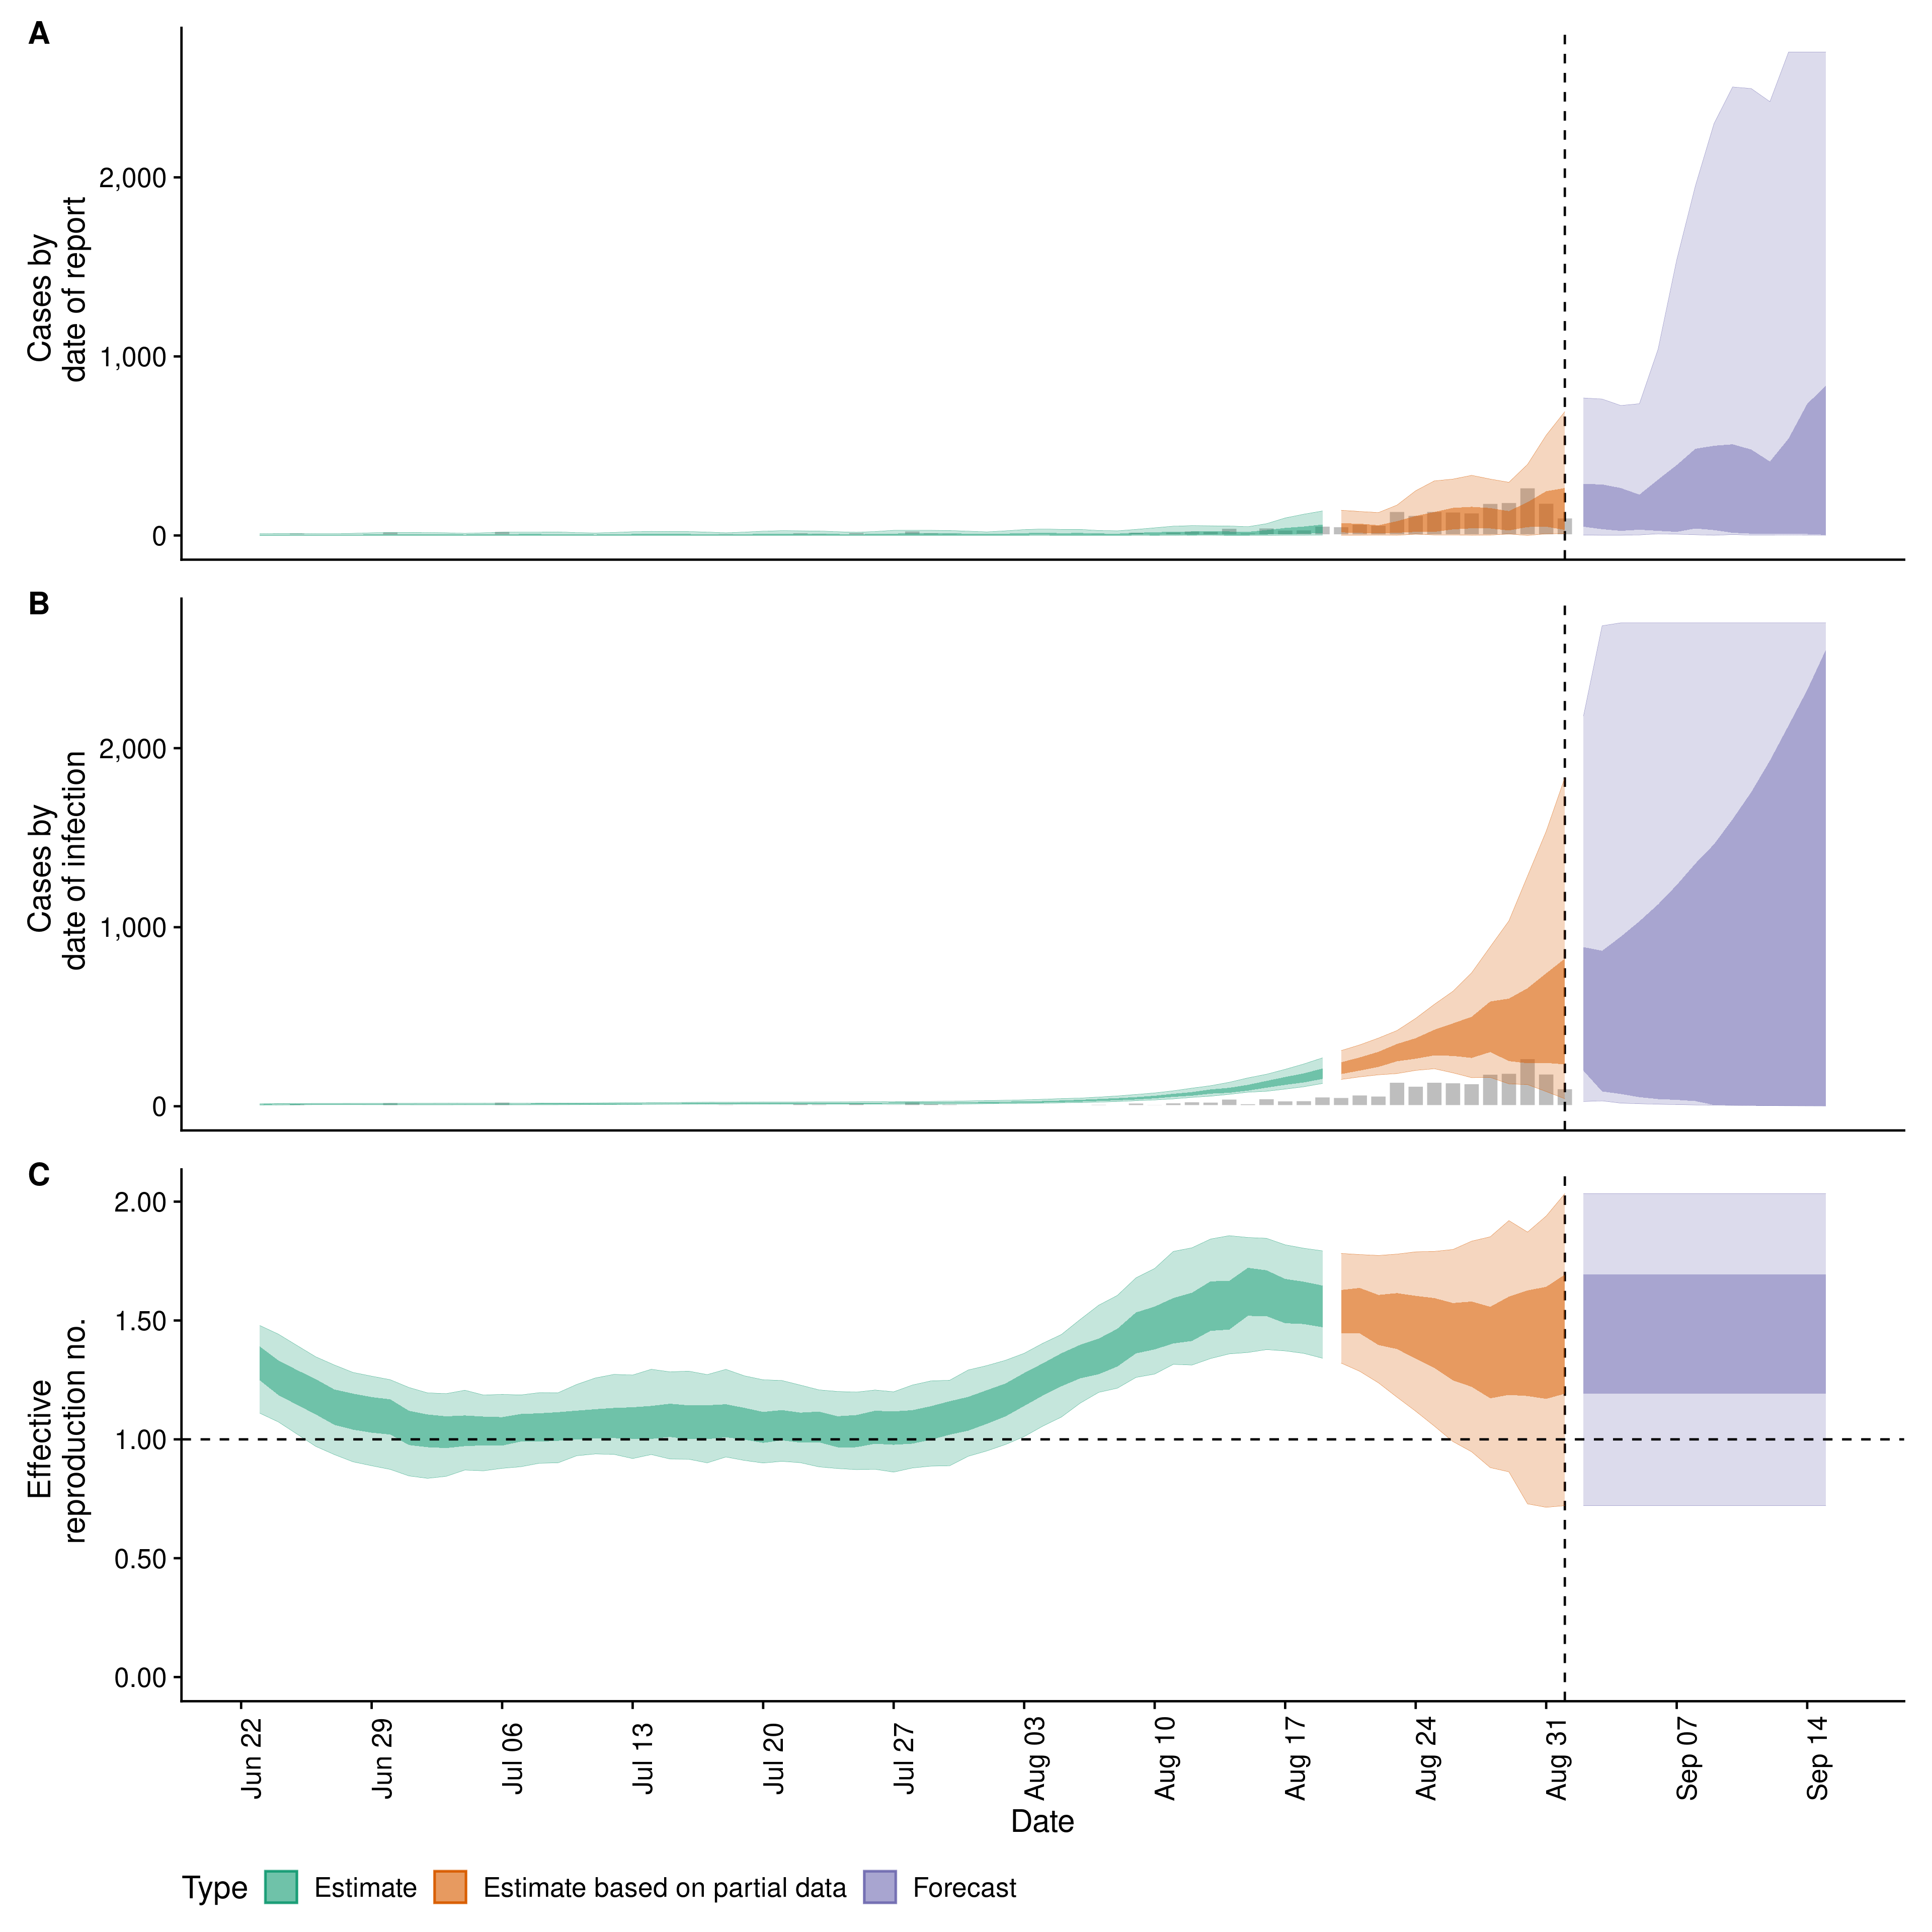 A
Cases by
date of report
2,000
1,000
0
B
Cases by
date of infection
2,000
1,000
0
C
Effective
reproduction no.
2.00
1.50
1.00
0.50
0.00
Jun 22
Jun 29
Jul 06
Jul 13
Jul 20
Jul 27
Aug 03
Aug 10
Aug 17
Aug 24
Aug 31
Sep 07
Sep 14
Date
Type
Estimate
Estimate based on partial data
Forecast